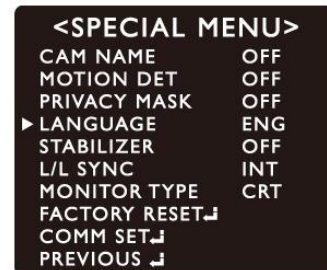 <SPECIAL MENU>
CAM NAME OFF
MOTION DET OFF
PRIVACY MASK OFF
LANGUAGE ENG
STABILIZER OFF
L/L SYNC INT
MONITOR TYPE CRT
FACTORY RESET
COMM SET
PREVIOUS